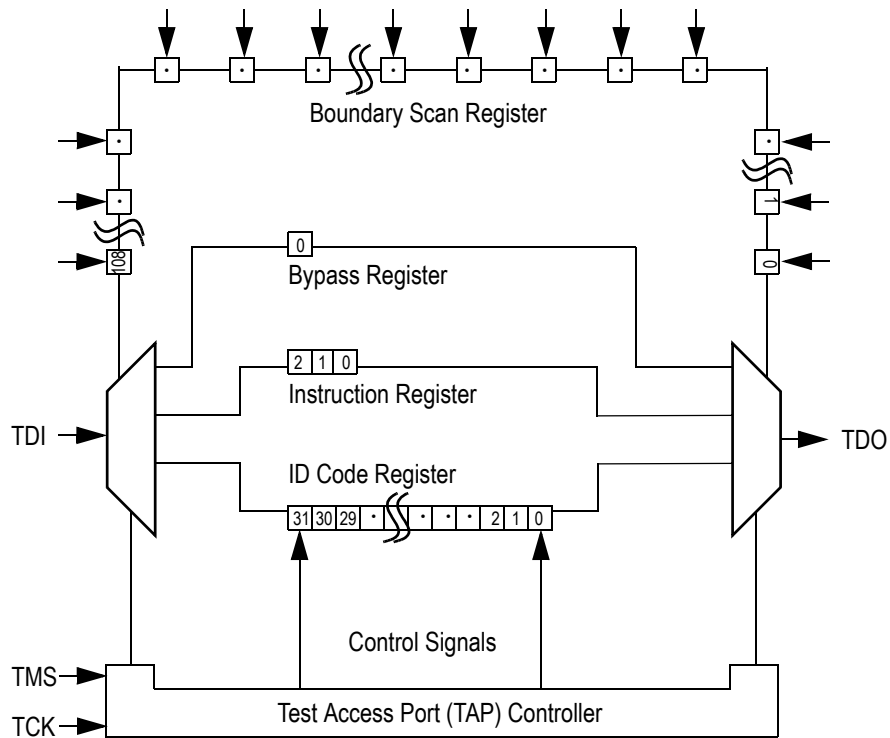 · · · · · · · ·
Boundary Scan Register
· ·
· 1
108 0
0
Bypass Register
2 1 0
Instruction Register
TDI TDO
ID Code Register
31 30 29 · · · · 2 1 0
Control Signals
TMS
Test Access Port (TAP) Controller
TCK